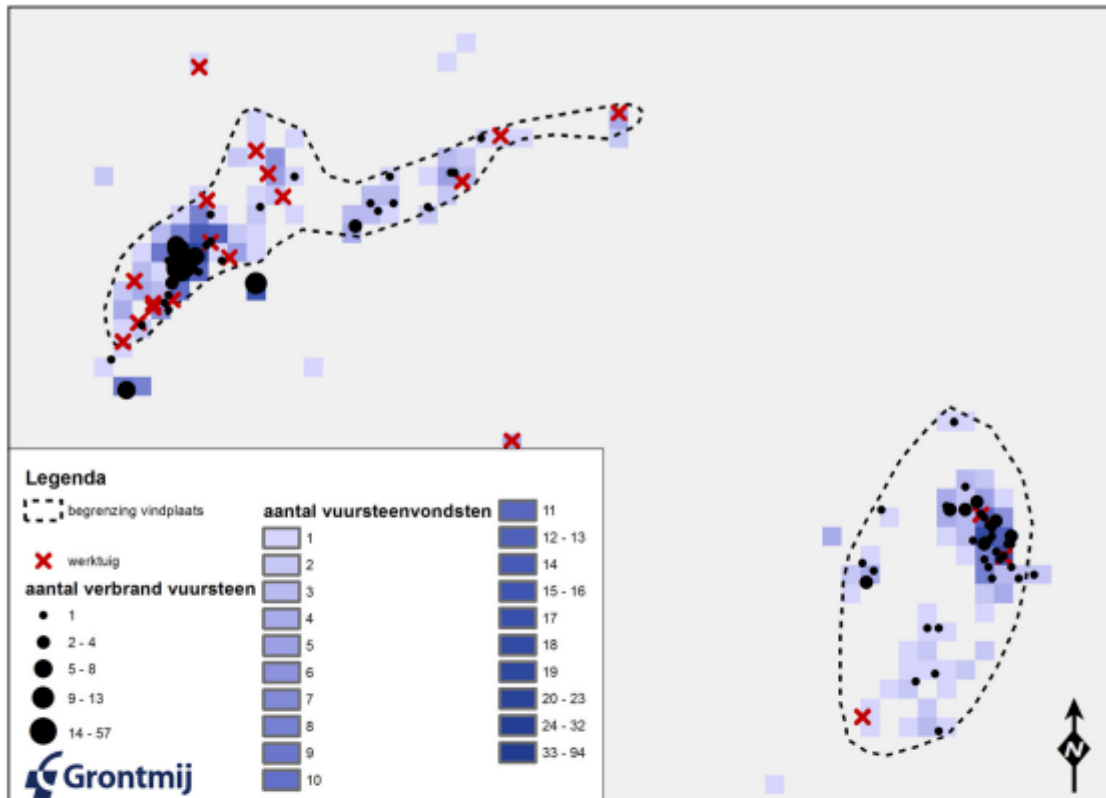 Legenda
begrenzing vindplaats
werktuig
aantal verbrand vuursteen
1
2 - 4
5 - 8
9 - 13
14 - 57
Grontmij
aantal vuursteenvondsten
1
2
3
4
5
6
7
8
9
10
11
12 - 13
14
15 - 16
17
18
19
20 - 23
24 - 32
33 - 94
N